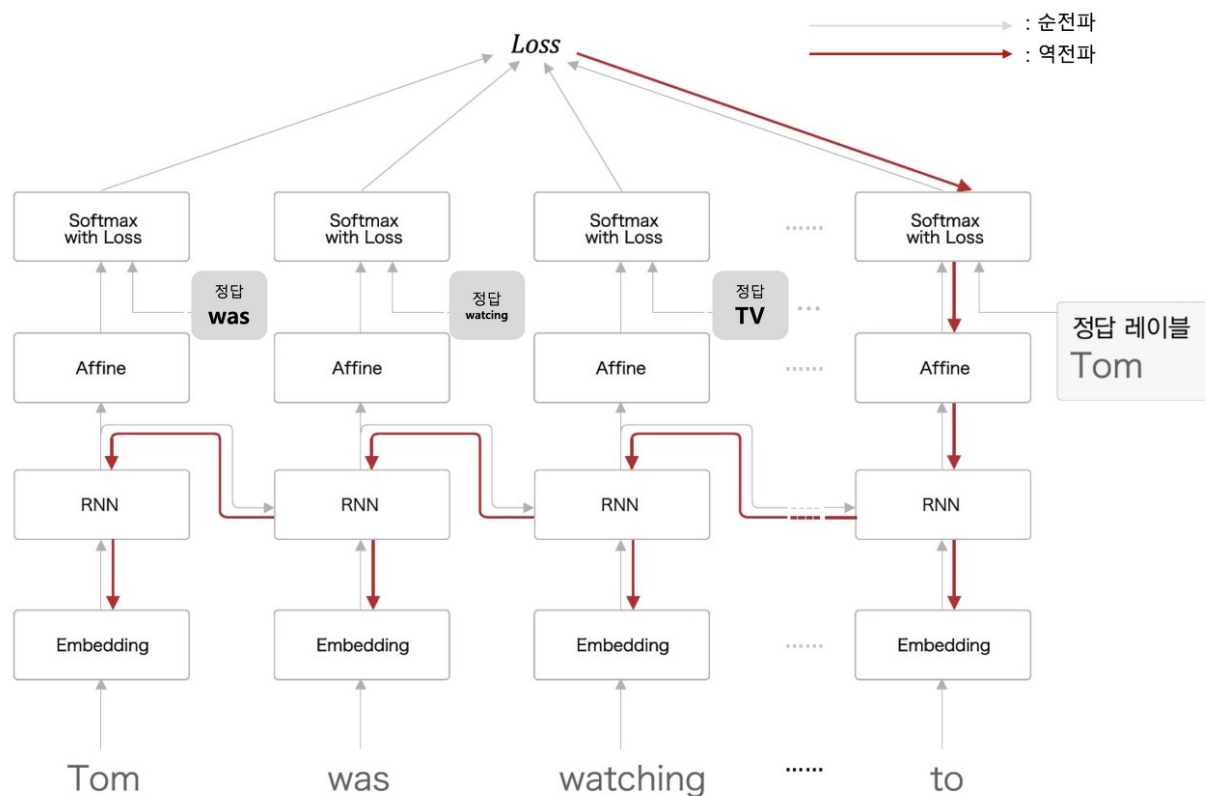 Loss
: 순전파
: 역전파
Softmax
with Loss
Softmax
with Loss
Softmax
with Loss
......
Softmax
with Loss
정답
was
정답
watcing
정답
TV
...
정답 레이블
Tom
Affine
Affine
Affine
......
Affine
RNN
RNN
RNN
RNN
Embedding
Embedding
Embedding
......
Embedding
Tom
was
watching
......
to